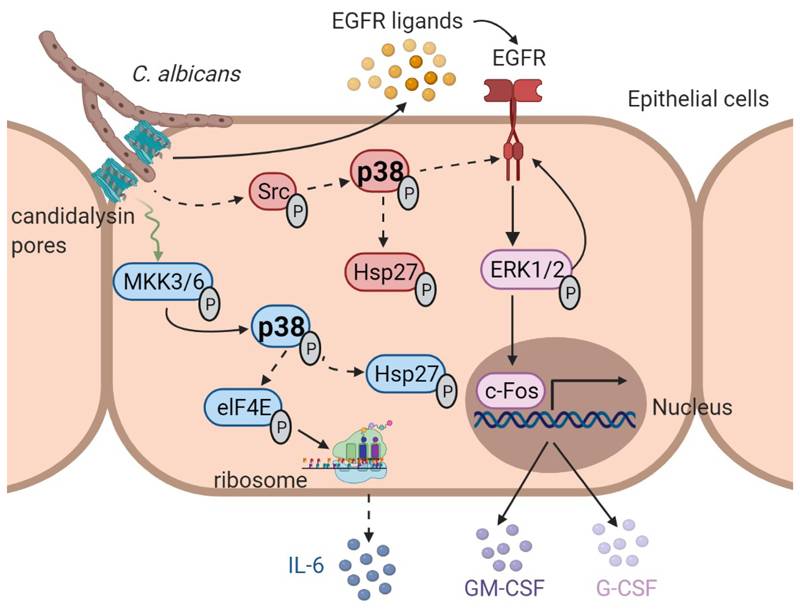 EGFR ligands
EGFR
C. albicans
Epithelial cells
p38
P
Src
P
candidalysin
pores
Hsp27
P
ERK1/2
P
MKK3/6
P
p38
P
Hsp27
P
c-Fos
Nucleus
eIF4E
P
ribosome
IL-6
GM-CSF
G-CSF